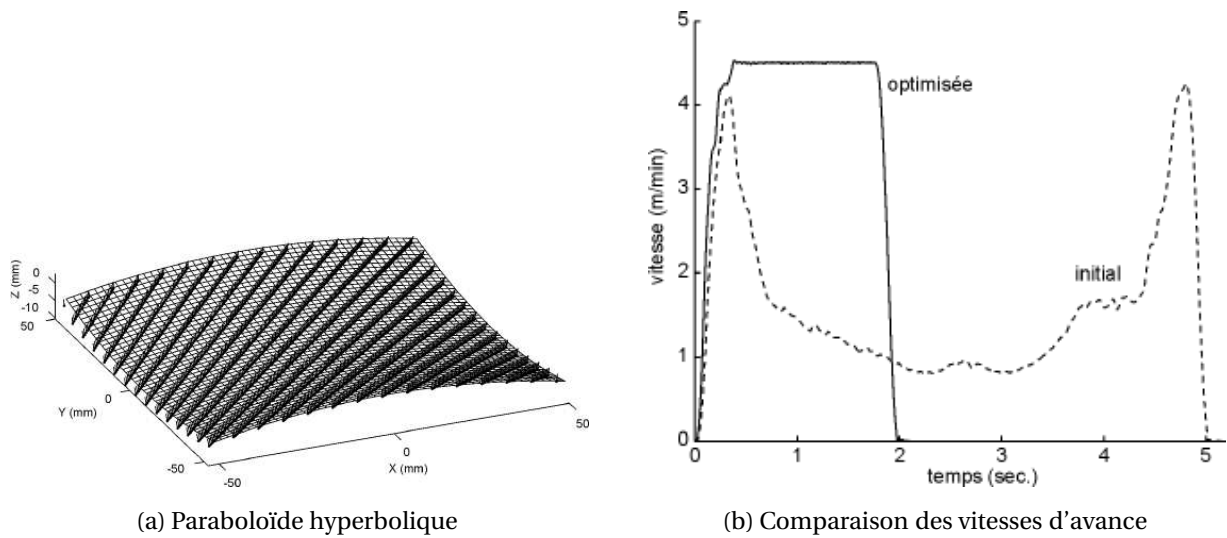 Z (mm)
0
-5
-10
50
Y (mm)
0
-50
-50
0
X (mm)
50
(a) Paraboloïde hyperbolique
5
4
3
2
1
0
vitesse (m/min)
optimisée
initial
0
1
2
3
4
5
temps (sec.)
(b) Comparaison des vitesses d'avance